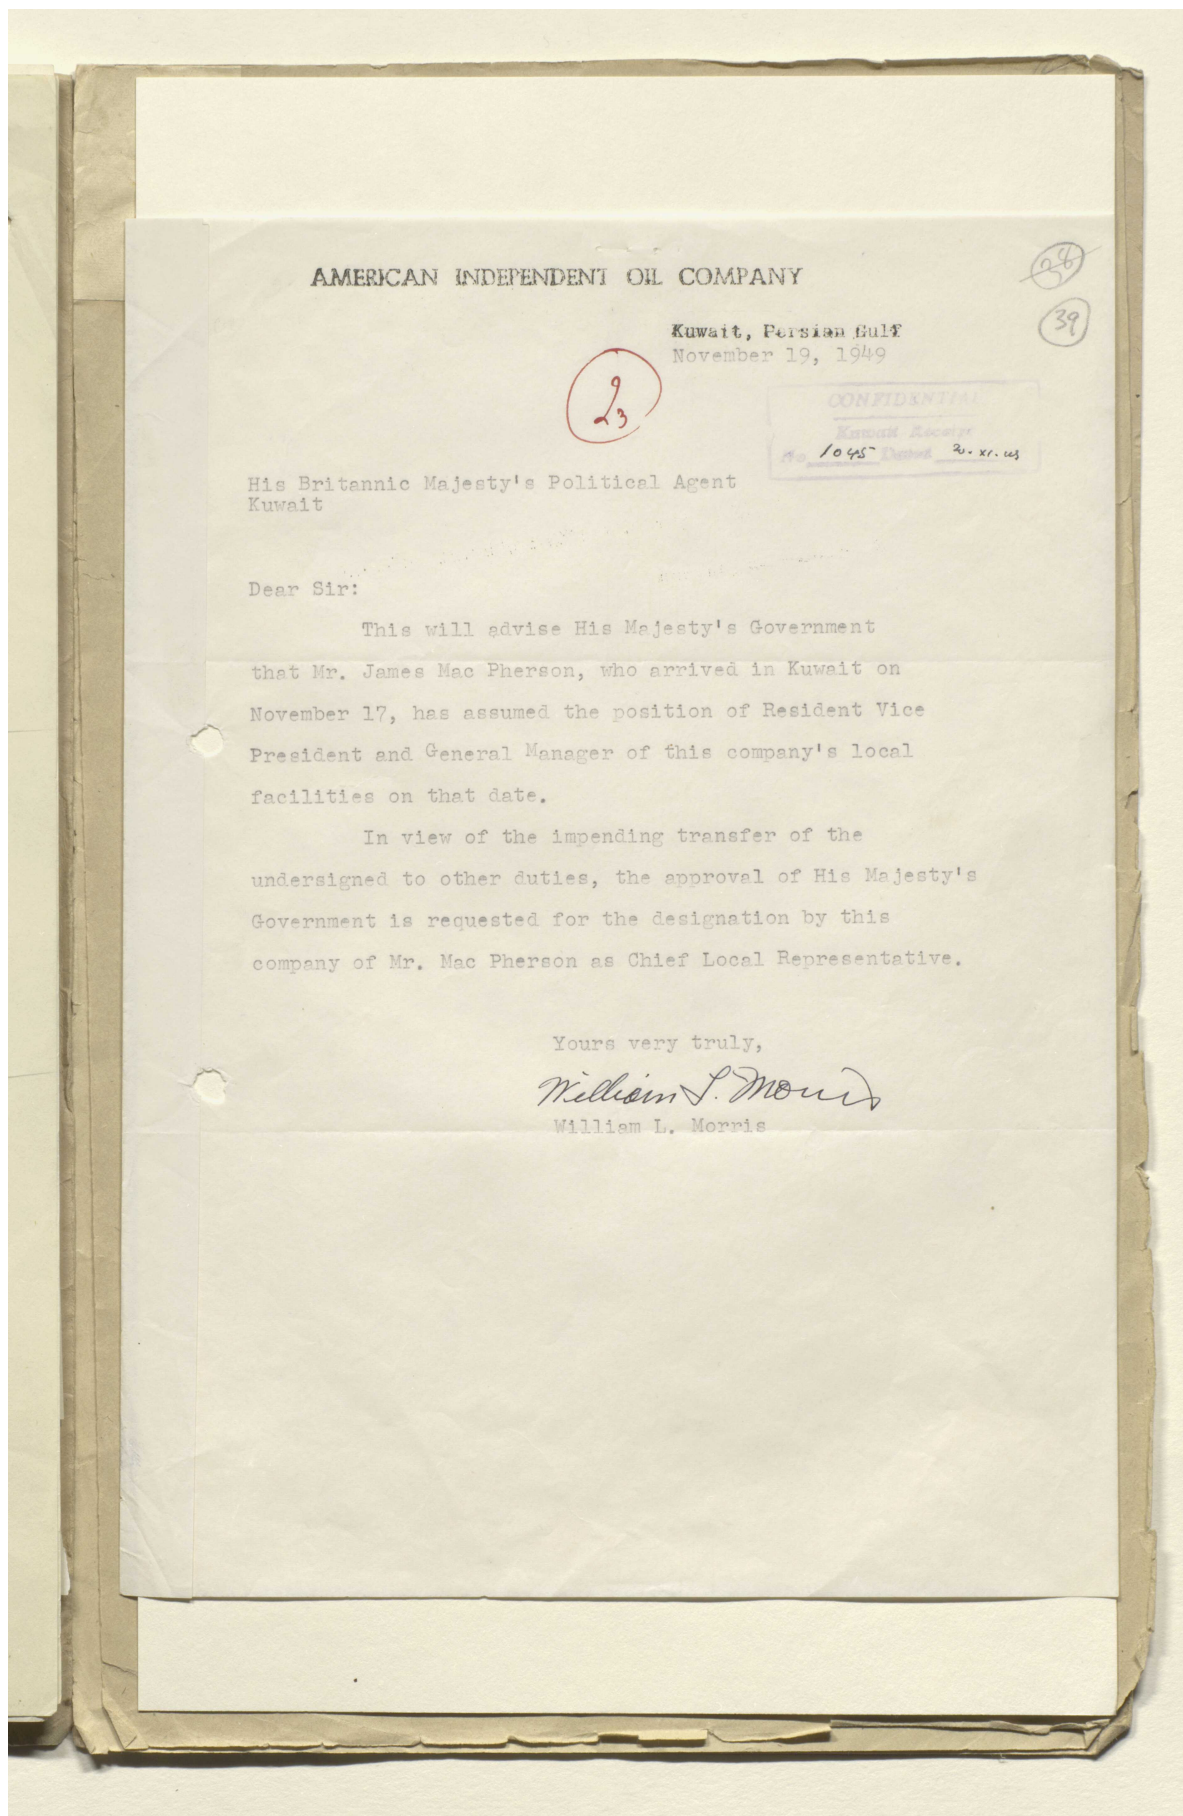 AMERICAN INDEPENDENT OIL COMPANY
38
39
Kuwait, Persian Gulf
November 19, 1949
23
CONFIDENTIAL
Kuwait Receipt
No 1045 Dated 20.XI.49
His Britannic Majesty's Political Agent
Kuwait
Dear Sir:
This will advise His Majesty's Government
that Mr. James Mac Pherson, who arrived in Kuwait on
November 17, has assumed the position of Resident Vice
President and General Manager of this company's local
facilities on that date.
In view of the impending transfer of the
undersigned to other duties, the approval of His Majesty's
Government is requested for the designation by this
company of Mr. Mac Pherson as Chief Local Representative.
Yours very truly,
William L. Morris
William L. Morris